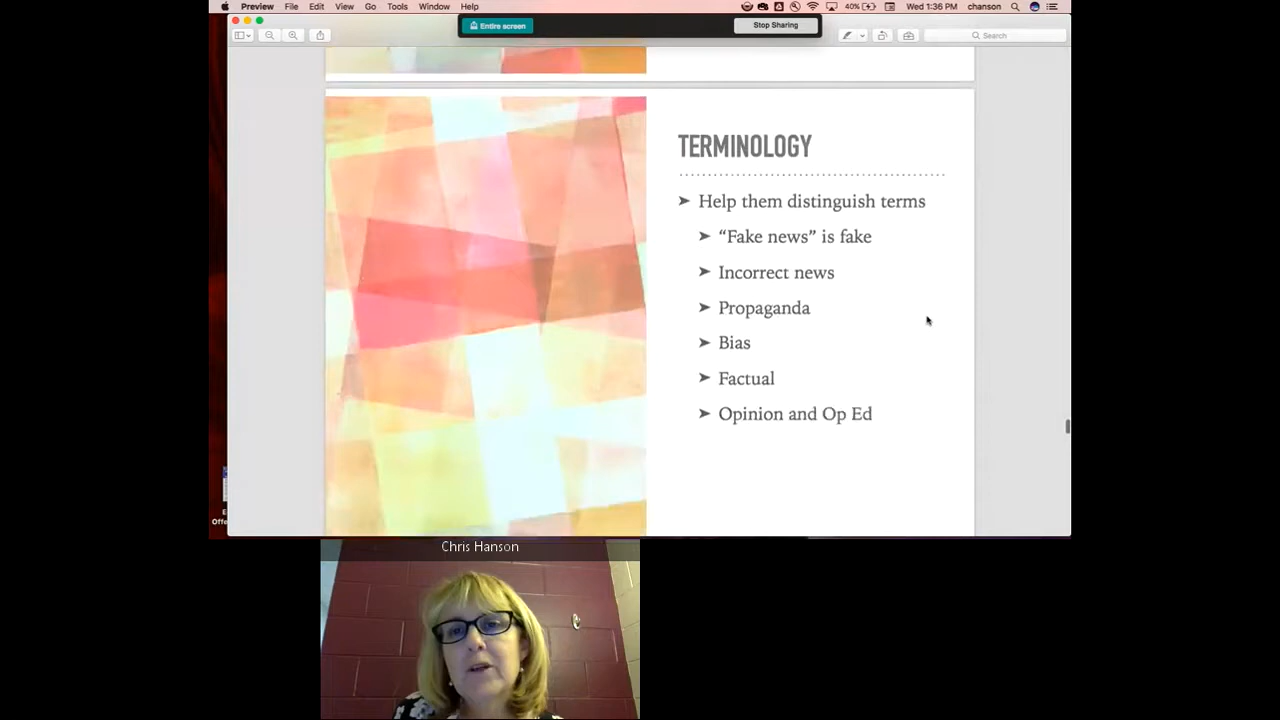 Preview File Edit View Go Tools Window Help 40% Wed 1:36 PM chanson
Entire screen Stop Sharing
Search
TERMINOLOGY
➤ Help them distinguish terms
➤ “Fake news” is fake
➤ Incorrect news
➤ Propaganda
➤ Bias
➤ Factual
➤ Opinion and Op Ed
Chris Hanson